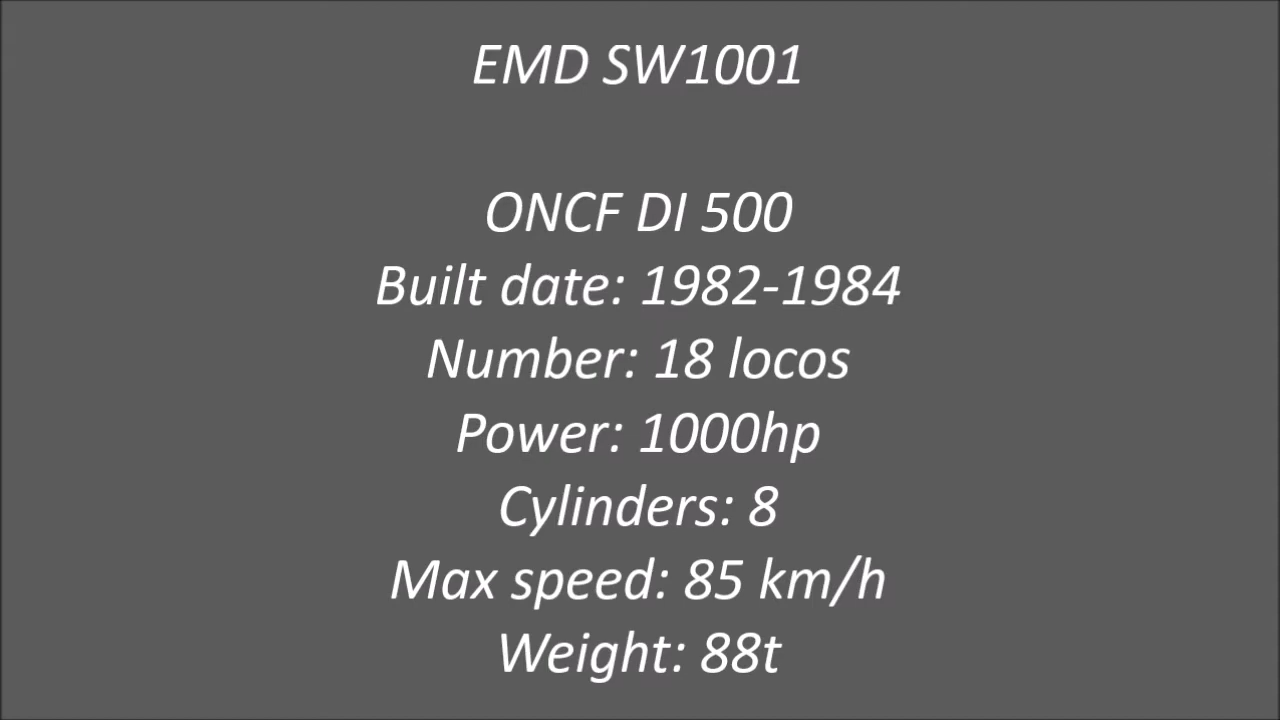 EMD SW1001
ONCF DI 500
Built date: 1982-1984
Number: 18 locos
Power: 1000hp
Cylinders: 8
Max speed: 85 km/h
Weight: 88t